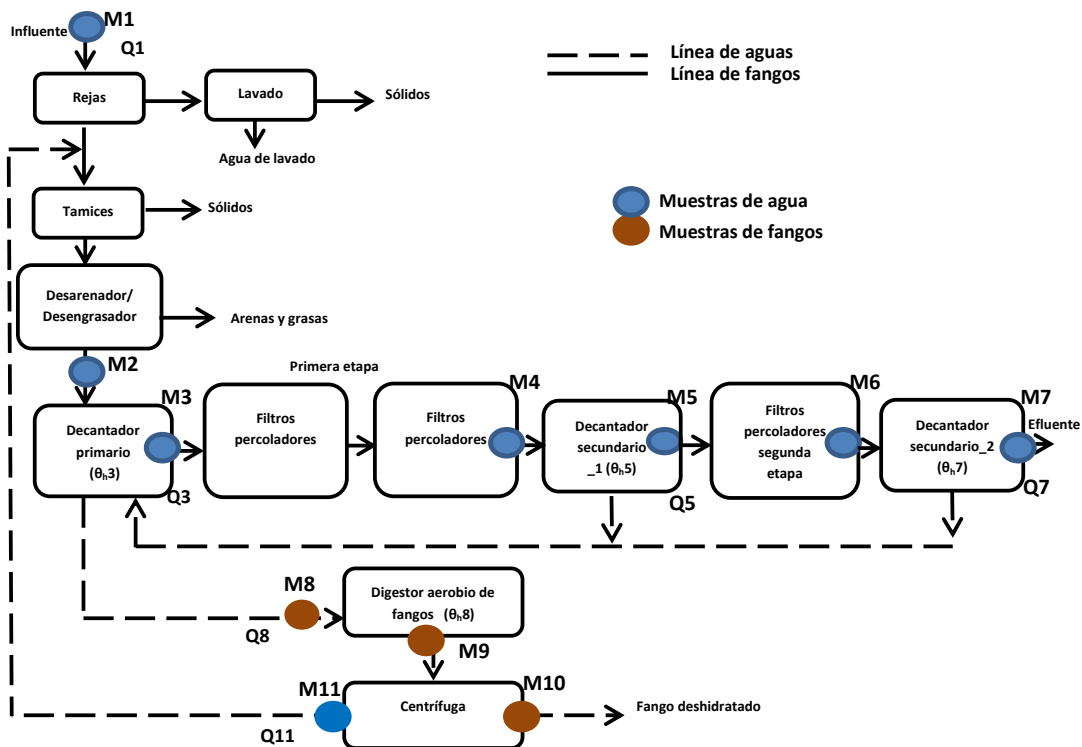 M1
Influente
Q1
Línea de aguas
Línea de fangos
Rejas
Lavado
Sólidos
Agua de lavado
Tamices
Sólidos
Muestras de agua
Muestras de fangos
Desarenador/
Desengrasador
Arenas y grasas
M2
Primera etapa
M3
M4
M5
M6
M7
Decantador
primario
(θh3)
Filtros
percoladores
Filtros
percoladores
Decantador
secundario
_1 (θh5)
Filtros
percoladores
segunda
etapa
Decantador
secundario_2
(θh7)
Efluente
Q3
Q5
Q7
M8
Digestor aerobio de
fangos (θh8)
Q8
M9
M11
M10
Centrífuga
Fango deshidratado
Q11